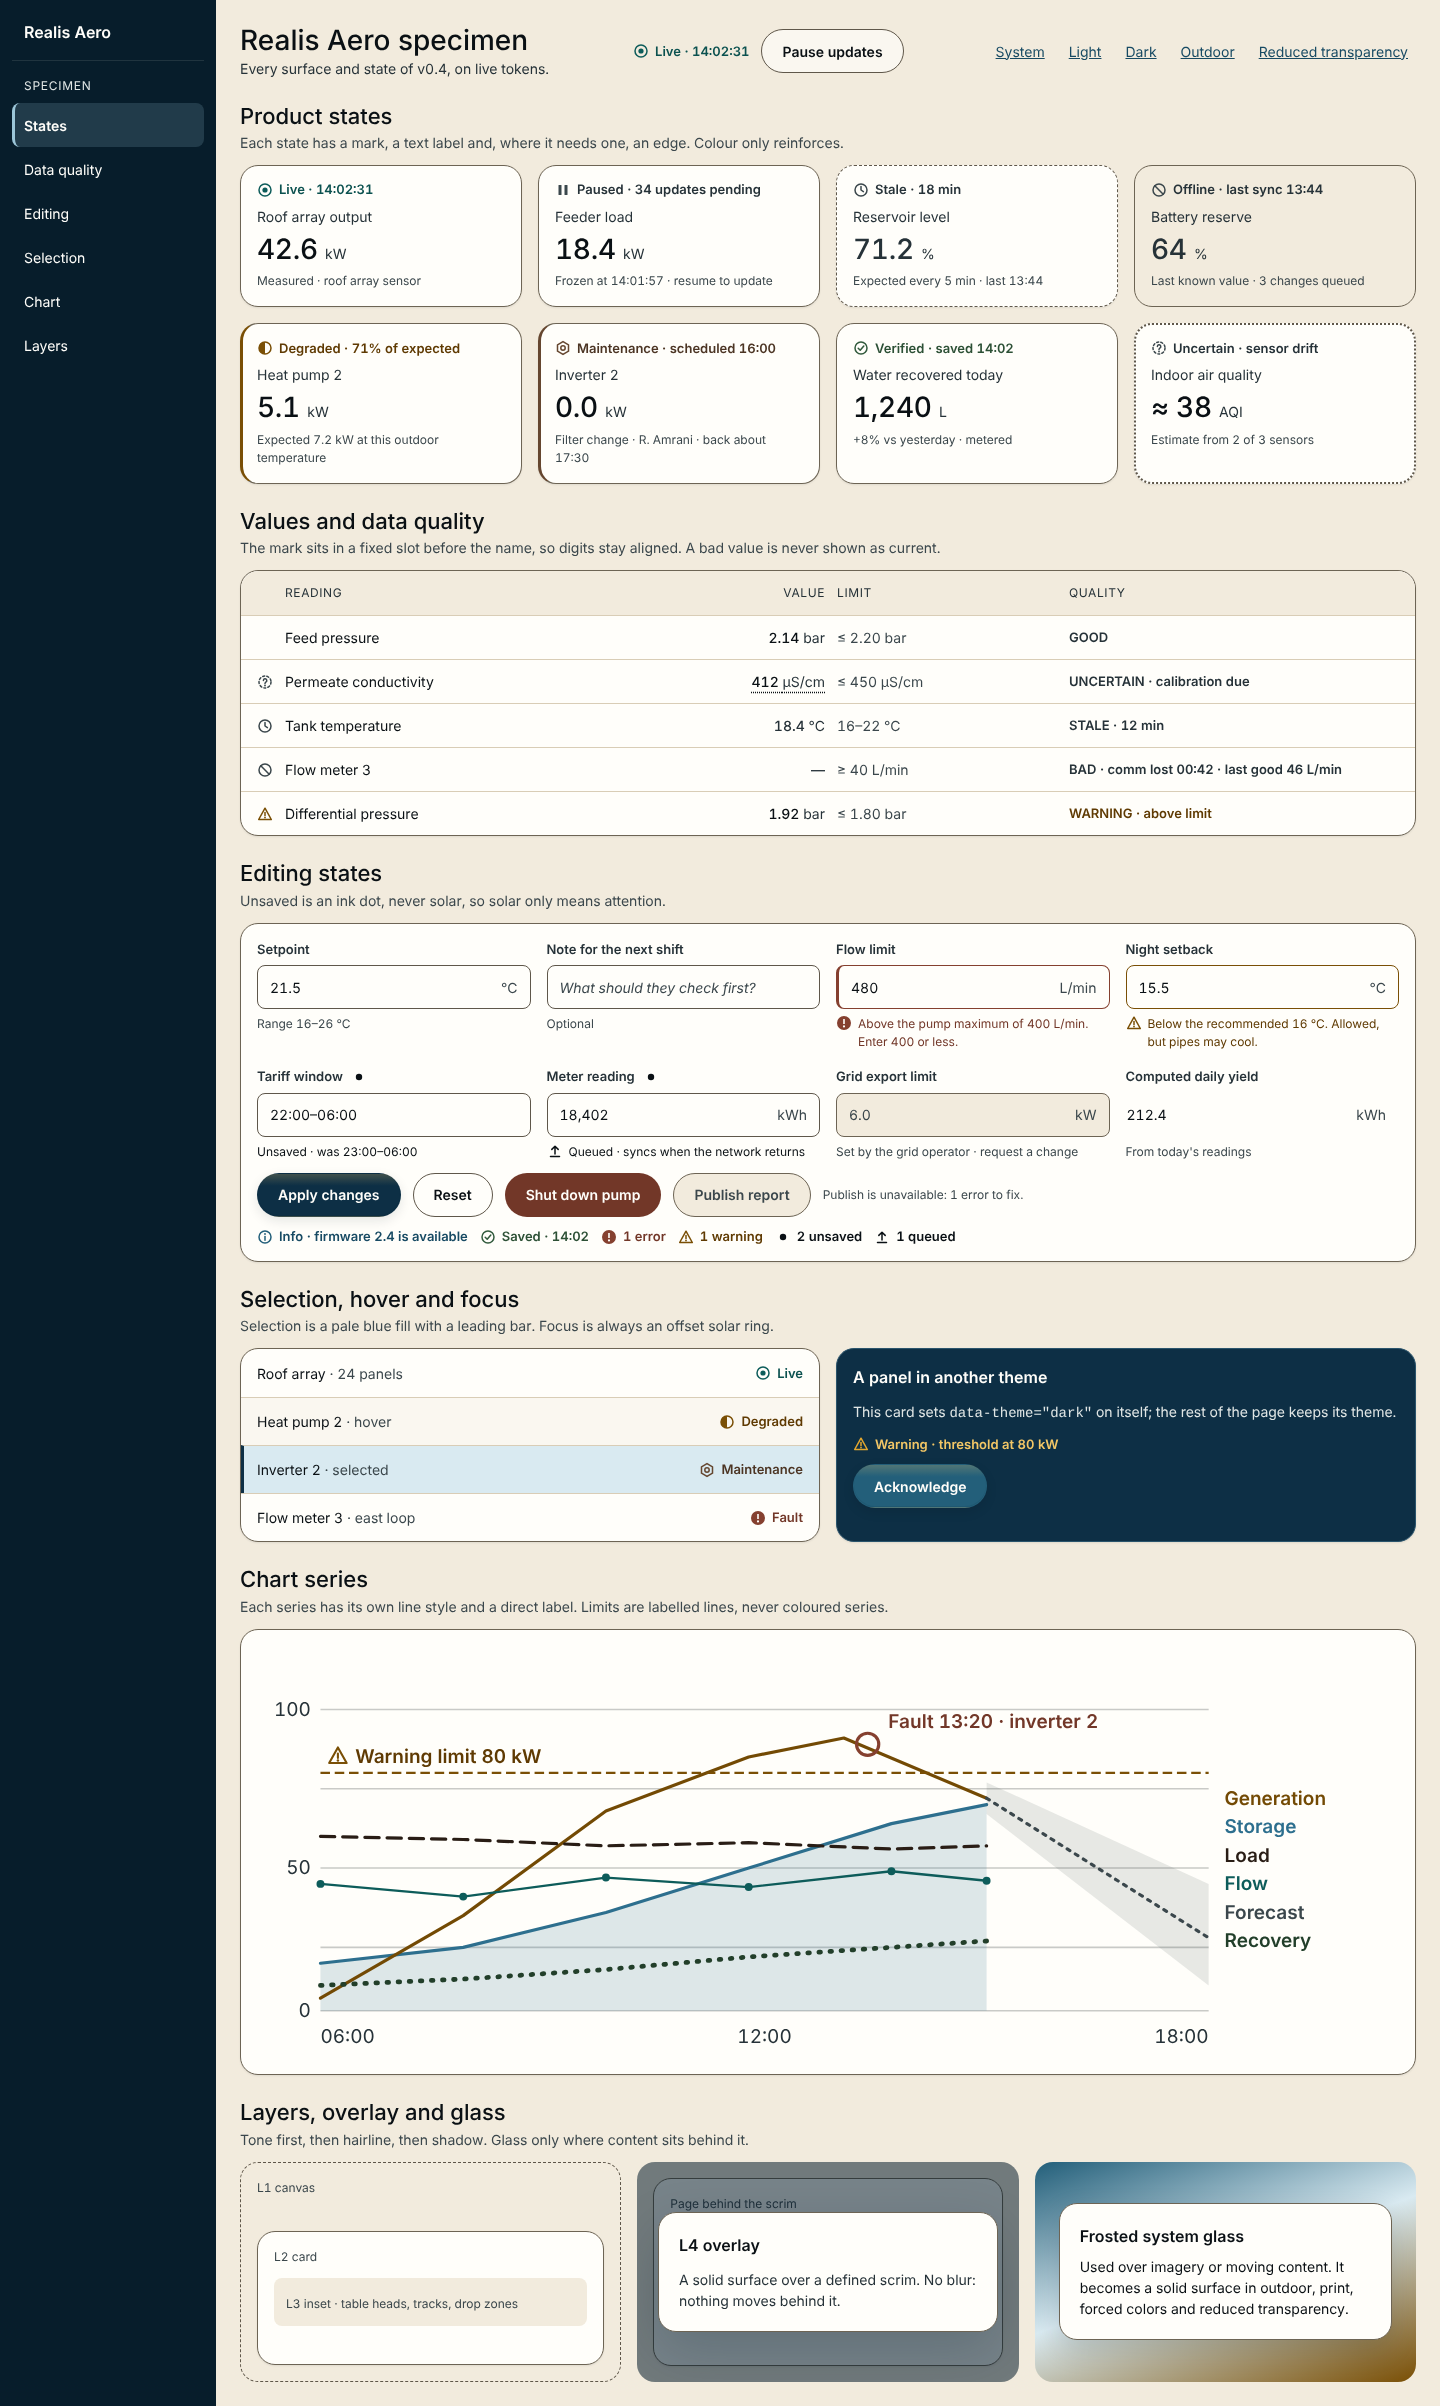 Realis Aero
SPECIMEN
States
Data quality
Editing
Selection
Chart
Layers
Realis Aero specimen
Every surface and state of v0.4, on live tokens.
Live · 14:02:31
Pause updates
System Light Dark Outdoor Reduced transparency
Product states
Each state has a mark, a text label and, where it needs one, an edge. Colour only reinforces.
Live · 14:02:31
Roof array output
42.6 kW
Measured · roof array sensor
Paused · 34 updates pending
Feeder load
18.4 kW
Frozen at 14:01:57 · resume to update
Stale · 18 min
Reservoir level
71.2 %
Expected every 5 min · last 13:44
Offline · last sync 13:44
Battery reserve
64 %
Last known value · 3 changes queued
Degraded · 71% of expected
Heat pump 2
5.1 kW
Expected 7.2 kW at this outdoor
temperature
Maintenance · scheduled 16:00
Inverter 2
0.0 kW
Filter change · R. Amrani · back about
17:30
Verified · saved 14:02
Water recovered today
1,240 L
+8% vs yesterday · metered
Uncertain · sensor drift
Indoor air quality
≈ 38 AQI
Estimate from 2 of 3 sensors
Values and data quality
The mark sits in a fixed slot before the name, so digits stay aligned. A bad value is never shown as current.
READING VALUE LIMIT QUALITY
Feed pressure 2.14 bar ≤ 2.20 bar GOOD
Permeate conductivity 412 µS/cm ≤ 450 µS/cm UNCERTAIN · calibration due
Tank temperature 18.4 °C 16–22 °C STALE · 12 min
Flow meter 3 — ≥ 40 L/min BAD · comm lost 00:42 · last good 46 L/min
Differential pressure 1.92 bar ≤ 1.80 bar WARNING · above limit
Editing states
Unsaved is an ink dot, never solar, so solar only means attention.
Setpoint
21.5 °C
Range 16–26 °C
Note for the next shift
What should they check first?
Optional
Flow limit
480 L/min
Above the pump maximum of 400 L/min.
Enter 400 or less.
Night setback
15.5 °C
Below the recommended 16 °C. Allowed,
but pipes may cool.
Tariff window
22:00–06:00
Unsaved · was 23:00–06:00
Meter reading
18,402 kWh
Queued · syncs when the network returns
Grid export limit
6.0 kW
Set by the grid operator · request a change
Computed daily yield
212.4 kWh
From today's readings
Apply changes Reset Shut down pump Publish report Publish is unavailable: 1 error to fix.
Info · firmware 2.4 is available Saved · 14:02 1 error 1 warning 2 unsaved 1 queued
Selection, hover and focus
Selection is a pale blue fill with a leading bar. Focus is always an offset solar ring.
Roof array · 24 panels Live
Heat pump 2 · hover Degraded
Inverter 2 · selected Maintenance
Flow meter 3 · east loop Fault
A panel in another theme
This card sets data-theme="dark" on itself; the rest of the page keeps its theme.
Warning · threshold at 80 kW
Acknowledge
Chart series
Each series has its own line style and a direct label. Limits are labelled lines, never coloured series.
100
Fault 13:20 · inverter 2
Warning limit 80 kW
Generation
Storage
Load
50
Flow
Forecast
Recovery
0
06:00 12:00 18:00
Layers, overlay and glass
Tone first, then hairline, then shadow. Glass only where content sits behind it.
L1 canvas
L2 card
L3 inset · table heads, tracks, drop zones
Page behind the scrim
L4 overlay
A solid surface over a defined scrim. No blur:
nothing moves behind it.
Frosted system glass
Used over imagery or moving content. It
becomes a solid surface in outdoor, print,
forced colors and reduced transparency.